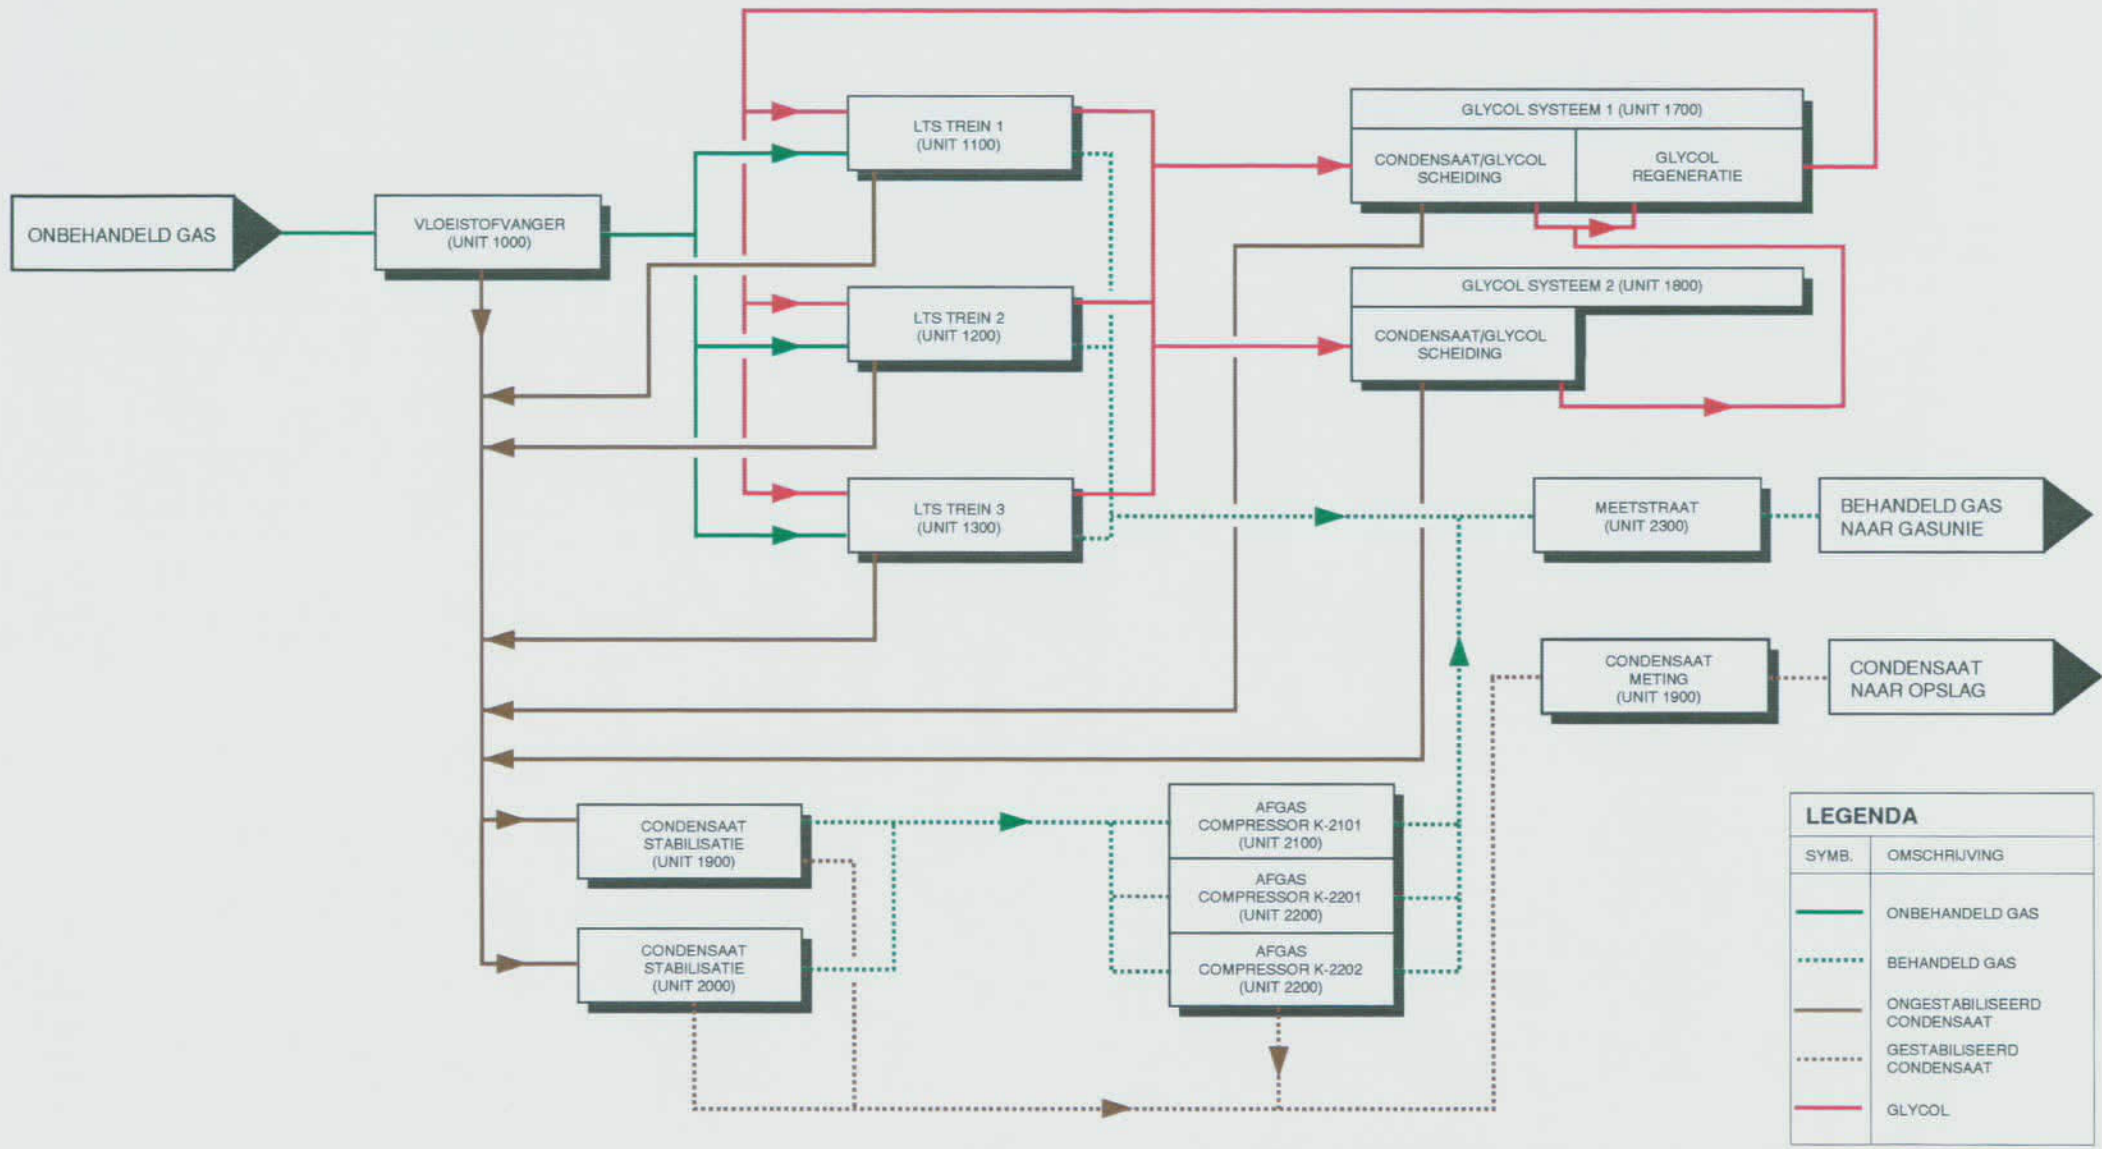 ONBEHANDELD GAS
VLOEISTOFVANGER
(UNIT 1000)
LTS TREIN 1
(UNIT 1100)
LTS TREIN 2
(UNIT 1200)
LTS TREIN 3
(UNIT 1300)
GLYCOL SYSTEEM 1 (UNIT 1700)
CONDENSAAT/GLYCOL
SCHEIDING
GLYCOL
REGENERATIE
GLYCOL SYSTEEM 2 (UNIT 1800)
CONDENSAAT/GLYCOL
SCHEIDING
MEETSTRAAT
(UNIT 2300)
BEHANDELD GAS
NAAR GASUNIE
CONDENSAAT
METING
(UNIT 1900)
CONDENSAAT
NAAR OPSLAG
CONDENSAAT
STABILISATIE
(UNIT 1900)
CONDENSAAT
STABILISATIE
(UNIT 2000)
AFGAS
COMPRESSOR K-2101
(UNIT 2100)
AFGAS
COMPRESSOR K-2201
(UNIT 2200)
AFGAS
COMPRESSOR K-2202
(UNIT 2200)
LEGENDA
SYMB. OMSCHRIJVING
ONBEHANDELD GAS
BEHANDELD GAS
ONGESTABILISEERD
CONDENSAAT
GESTABILISEERD
CONDENSAAT
GLYCOL